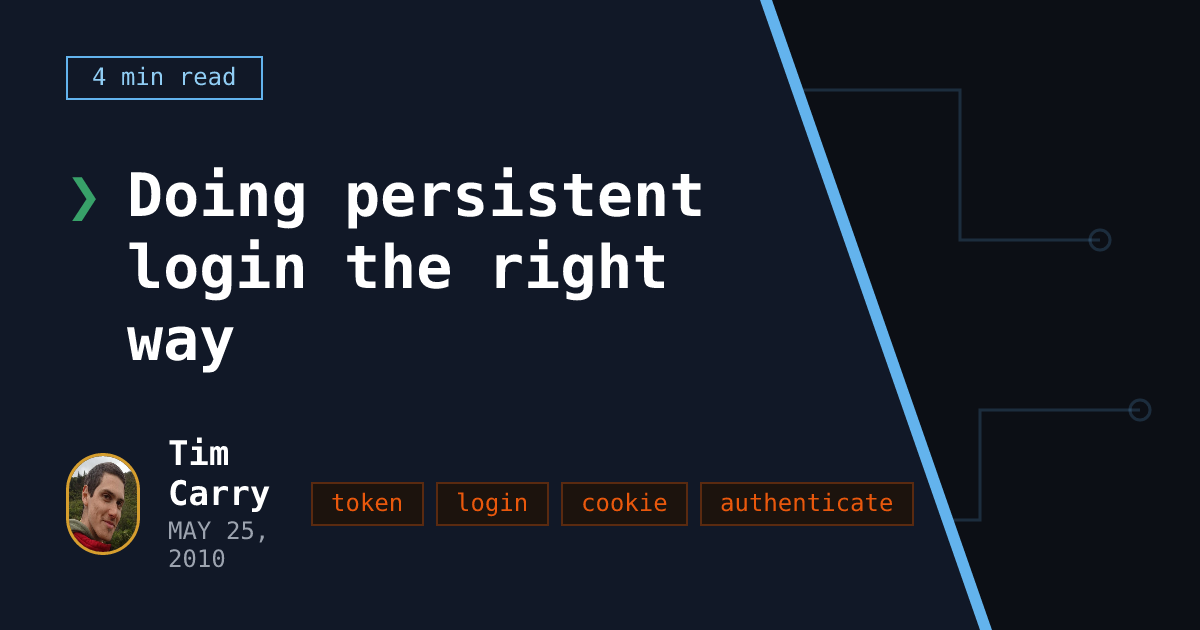 4 min read
❯ Doing persistent
login the right
way
Tim
Carry
MAY 25,
2010
token login cookie authenticate